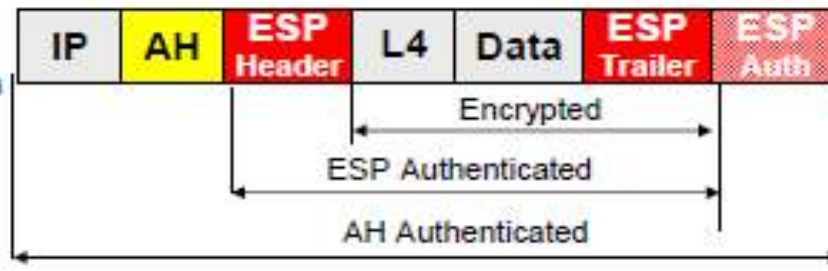 IP AH ESP Header L4 Data ESP Trailer ESP Auth
Encrypted
ESP Authenticated
AH Authenticated